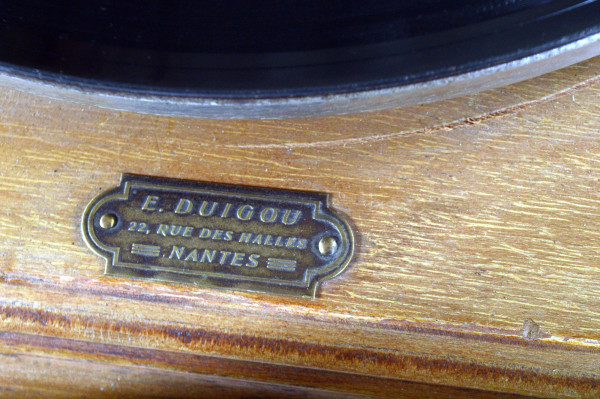 E. DUIGOU
22, RUE DES HALLES
NANTES